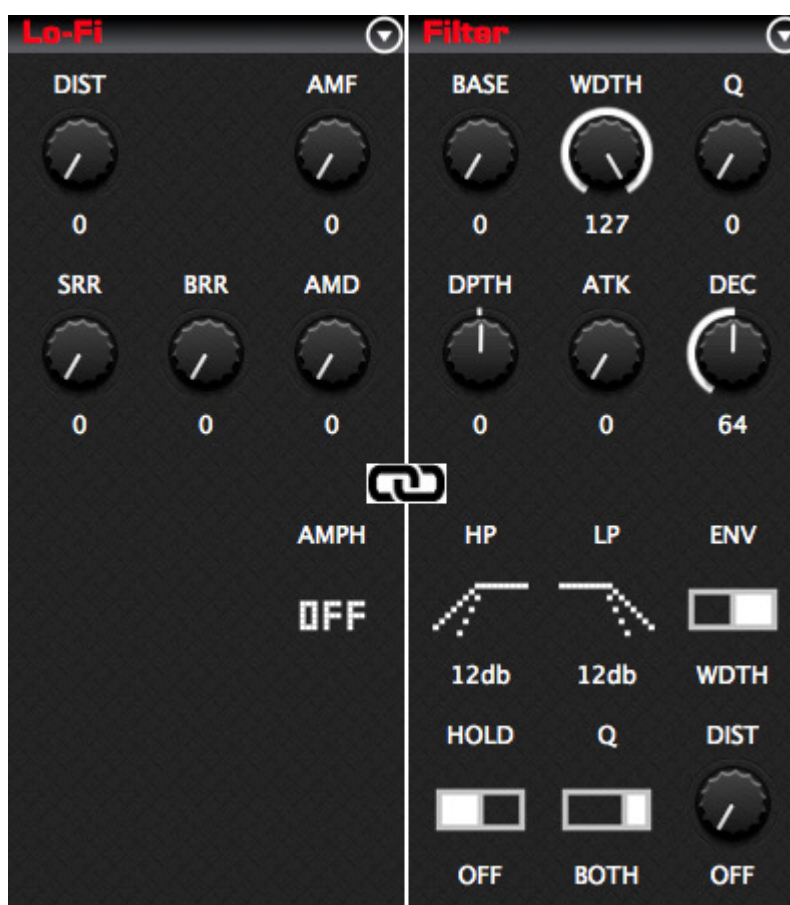 Lo-Fi
DIST AMF
0 0
SRR BRR AMD
0 0 0
AMPH
OFF
Filter
BASE WDTH Q
0 127 0
DPTH ATK DEC
0 0 64
HP LP ENV
12db 12db WDTH
HOLD Q DIST
OFF BOTH OFF